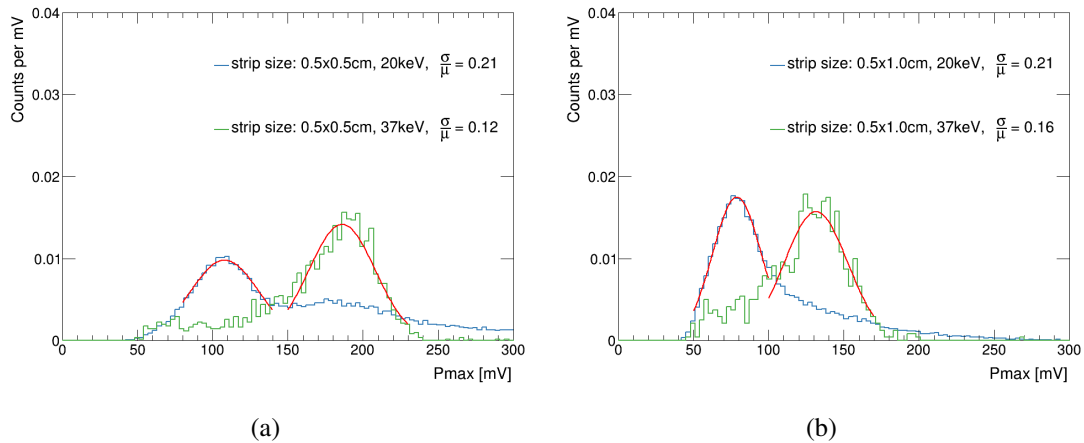 Counts per mV
0.04
0.03
0.02
0.01
0
strip size: 0.5x0.5cm, 20keV, σ/μ = 0.21
strip size: 0.5x0.5cm, 37keV, σ/μ = 0.12
0 50 100 150 200 250 300
Pmax [mV]
(a)
Counts per mV
0.04
0.03
0.02
0.01
0
strip size: 0.5x1.0cm, 20keV, σ/μ = 0.21
strip size: 0.5x1.0cm, 37keV, σ/μ = 0.16
0 50 100 150 200 250 300
Pmax [mV]
(b)